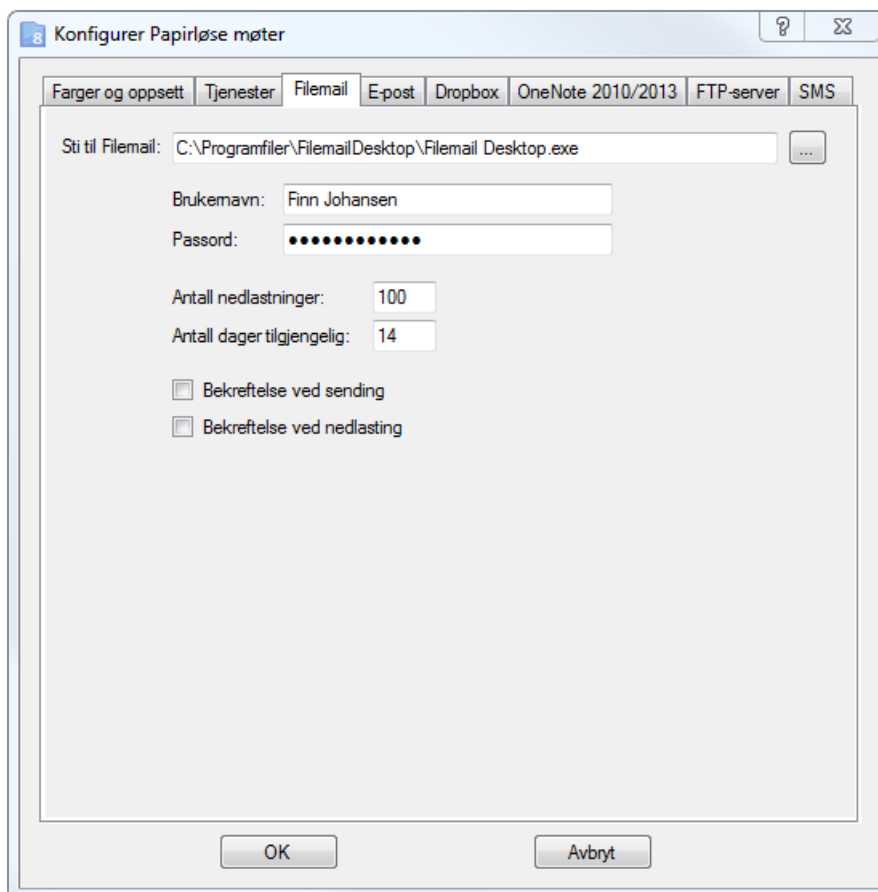 8 Konfigurer Papirløse møter
Farger og oppsett Tjenester Filemail E-post Dropbox OneNote 2010/2013 FTP-server SMS
Sti til Filemail: C:\Programfiler\FilemailDesktop\Filemail Desktop.exe ...
Brukernavn: Finn Johansen
Passord: ●●●●●●●●●●●●
Antall nedlastninger: 100
Antall dager tilgjengelig: 14
Bekreftelse ved sending
Bekreftelse ved nedlasting
OK Avbryt